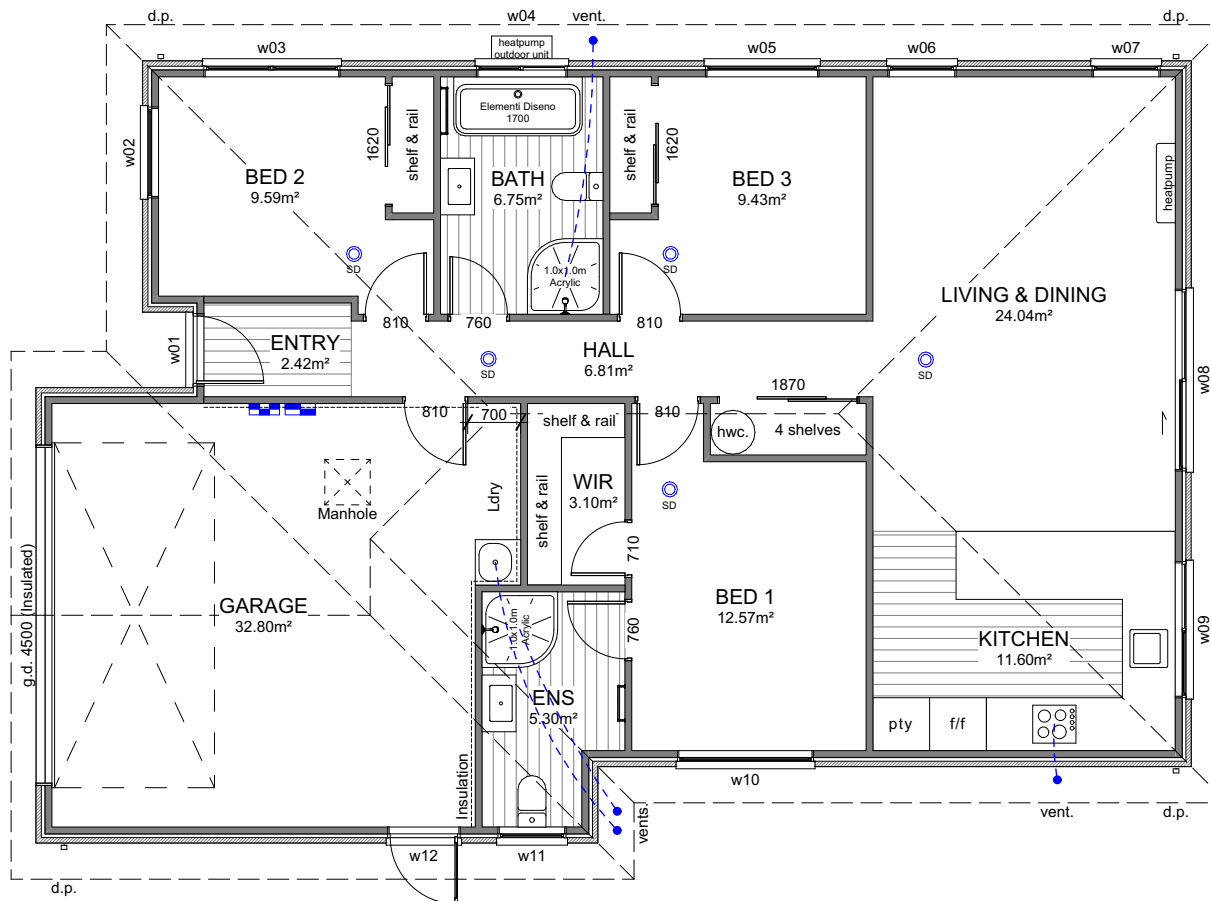 d.p.
w04
vent.
d.p.
w03
heatpump
outdoor unit
w05
w06
w07
w02
1620
shelf & rail
Elementi Diseno
1700
shelf & rail
1620
heatpump
BED 2
9.59m²
BATH
6.75m²
BED 3
9.43m²
SD
1.0x1.0m
Acrylic
SD
LIVING & DINING
24.04m²
w01
ENTRY
2.42m²
810
760
810
HALL
6.81m²
SD
SD
w08
1870
810
700
shelf & rail
810
hwc.
4 shelves
Manhole
Ldry
shelf & rail
WIR
3.10m²
SD
710
g.d. 4500 (Insulated)
GARAGE
32.80m²
1.0x1.0m
Acrylic
760
BED 1
12.57m²
KITCHEN
11.60m²
w09
ENS
5.30m²
pty
f/f
Insulation
w10
vents.
vent.
d.p.
w12
w11
d.p.